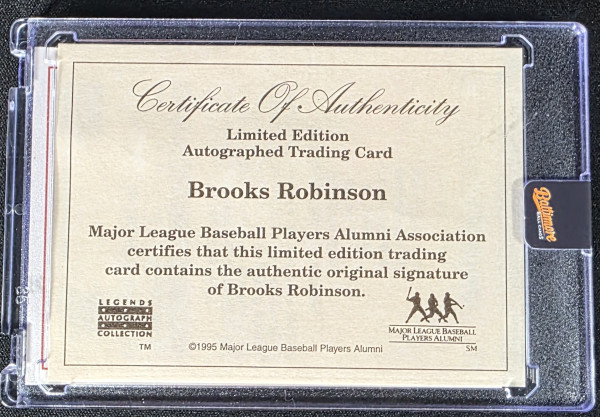 Certificate Of Authenticity
Limited Edition
Autographed Trading Card
Brooks Robinson
Major League Baseball Players Alumni Association
certifies that this limited edition trading
card contains the authentic original signature
of Brooks Robinson.
LEGENDS
AUTOGRAPH
COLLECTION
TM
©1995 Major League Baseball Players Alumni
MAJOR LEAGUE BASEBALL
PLAYERS ALUMNI
SM
Baltimore